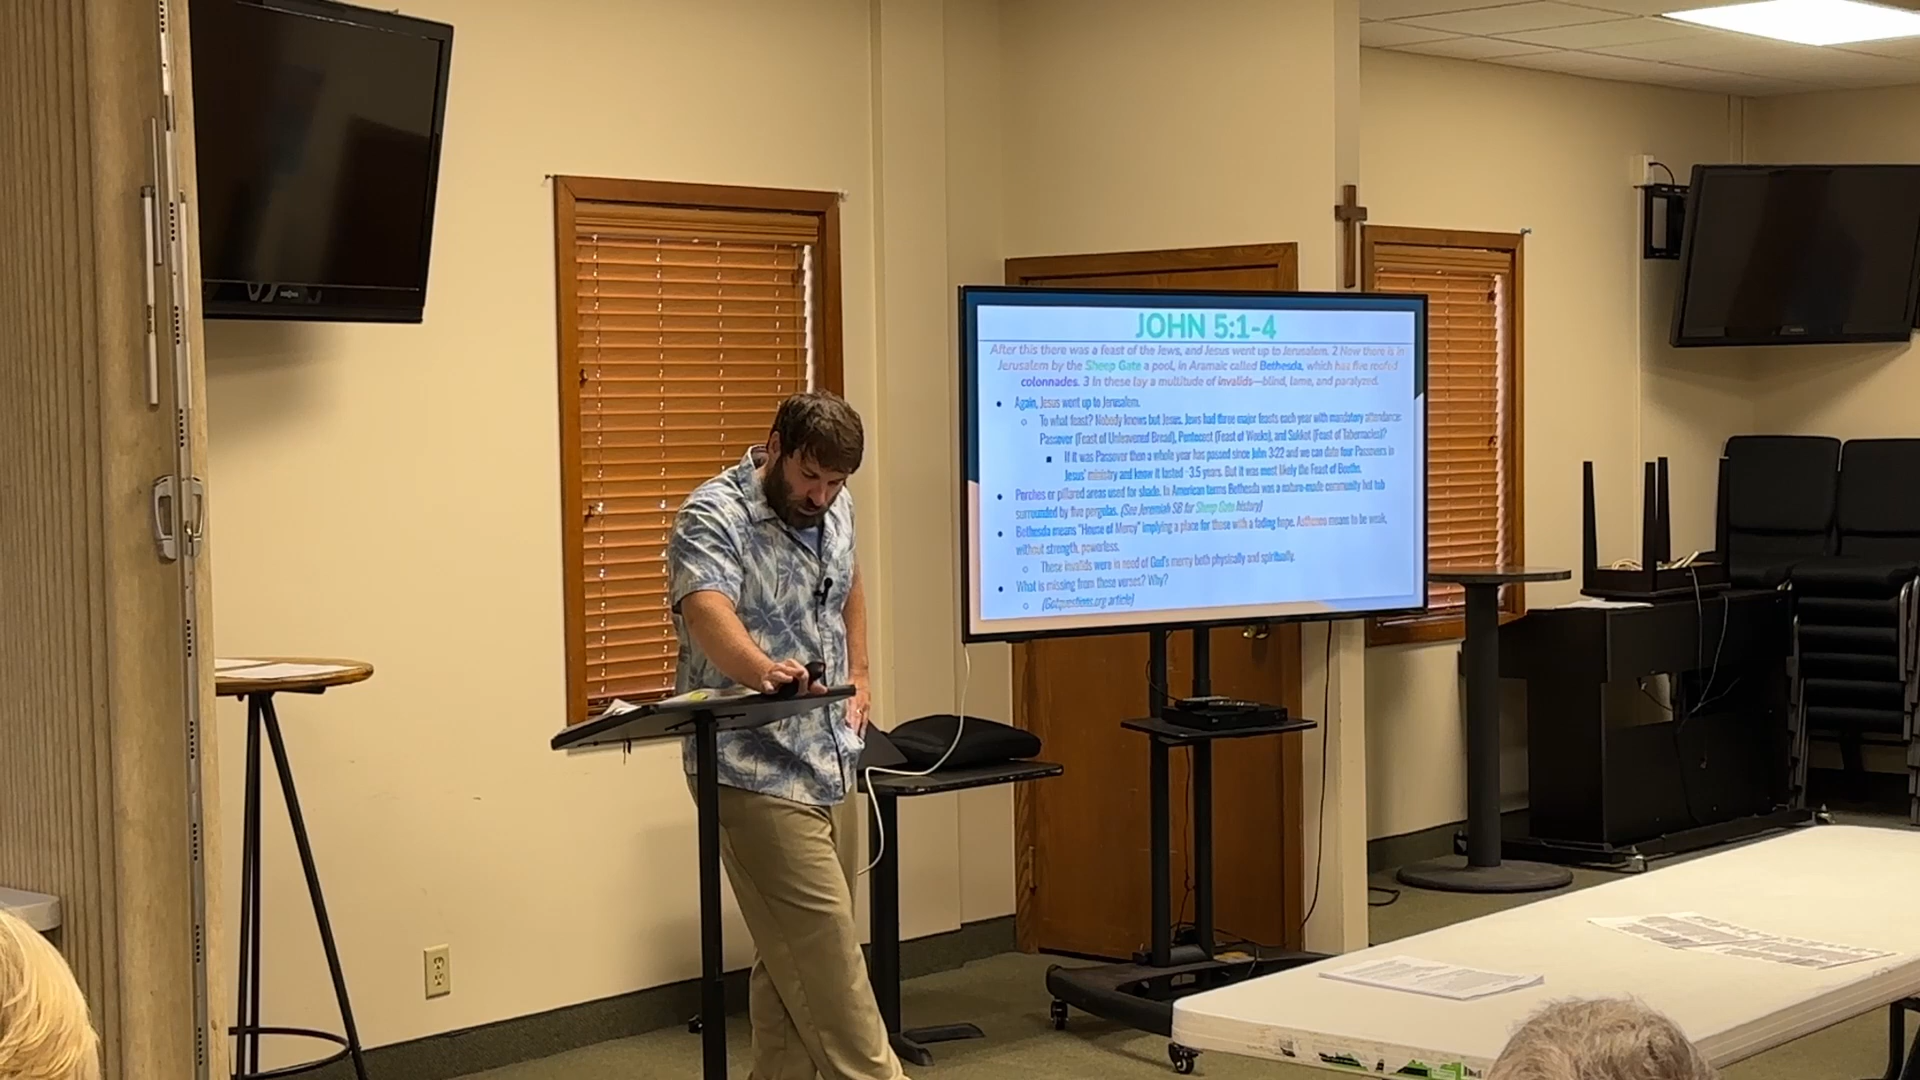 JOHN 5:1-4
After this there was a feast of the Jews, and Jesus went up to Jerusalem. 2 Now there is in
Jerusalem by the Sheep Gate a pool, in Aramaic called Bethesda, which has five roofed
colonnades. 3 In these lay a multitude of invalids—blind, lame, and paralyzed.
• Again, Jesus went up to Jerusalem.
○ To what feast? Nobody knows but Jesus. Jews had three major feasts each year with mandatory attendance:
Passover (Feast of Unleavened Bread), Pentecost (Feast of Weeks), and Sukkot (Feast of Tabernacles)?
■ If it was Passover then a whole year has passed since John 3:22 and we can date four Passovers in
Jesus' ministry and know it lasted ~3.5 years. But it was most likely the Feast of Booths.
• Porches or pillared areas used for shade. In American terms Bethesda was a nature-made community hot tub
surrounded by five pergolas. (See Jeremiah 58 for Sheep Gate history)
• Bethesda means "House of Mercy" implying a place for those with a fading hope. Astheneo means to be weak,
without strength, powerless.
○ These invalids were in need of God's mercy both physically and spiritually.
• What is missing from these verses? Why?
○ (Gotquestions.org article)